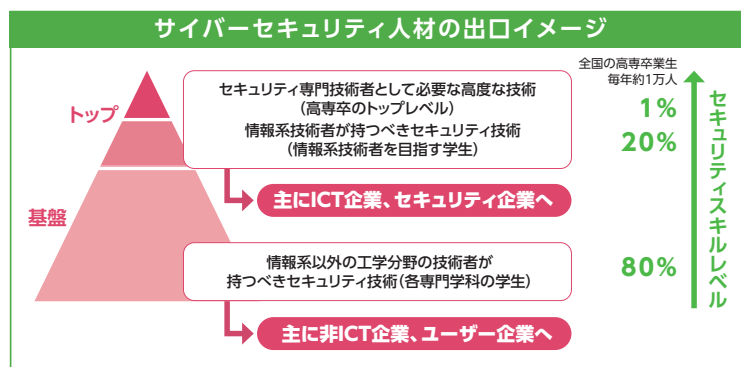 サイバーセキュリティ人材の出口イメージ
全国の高専卒業生
毎年約1万人
トップ
セキュリティ専門技術者として必要な高度な技術
(高専卒のトップレベル)
1%
情報系技術者が持つべきセキュリティ技術
(情報系技術者を目指す学生)
20%
主にICT企業、セキュリティ企業へ
基盤
情報系以外の工学分野の技術者が
持つべきセキュリティ技術(各専門学科の学生)
80%
主に非ICT企業、ユーザー企業へ
セキュリティスキルレベル